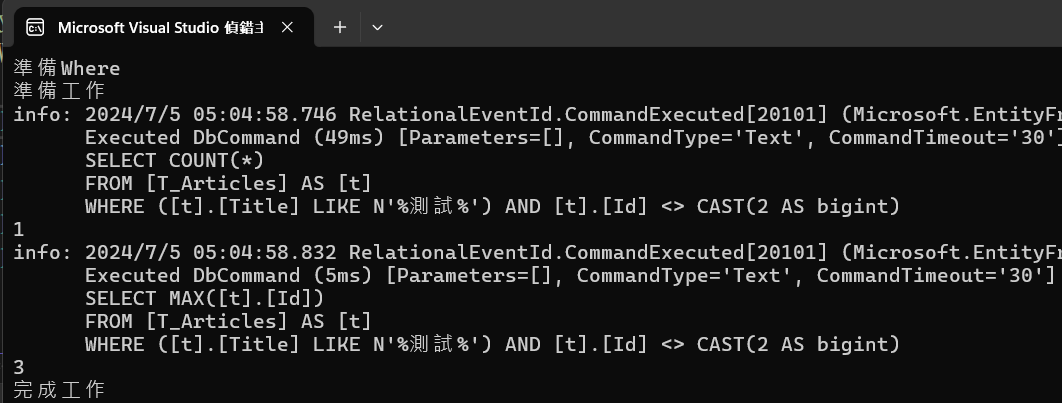 Microsoft Visual Studio 偵錯主
準備Where
準備工作
info: 2024/7/5 05:04:58.746 RelationalEventId.CommandExecuted[20101] (Microsoft.EntityFr
Executed DbCommand (49ms) [Parameters=[], CommandType='Text', CommandTimeout='30']
SELECT COUNT(*)
FROM [T_Articles] AS [t]
WHERE ([t].[Title] LIKE N'%測試%') AND [t].[Id] <> CAST(2 AS bigint)
1
info: 2024/7/5 05:04:58.832 RelationalEventId.CommandExecuted[20101] (Microsoft.EntityFr
Executed DbCommand (5ms) [Parameters=[], CommandType='Text', CommandTimeout='30']
SELECT MAX([t].[Id])
FROM [T_Articles] AS [t]
WHERE ([t].[Title] LIKE N'%測試%') AND [t].[Id] <> CAST(2 AS bigint)
3
完成工作